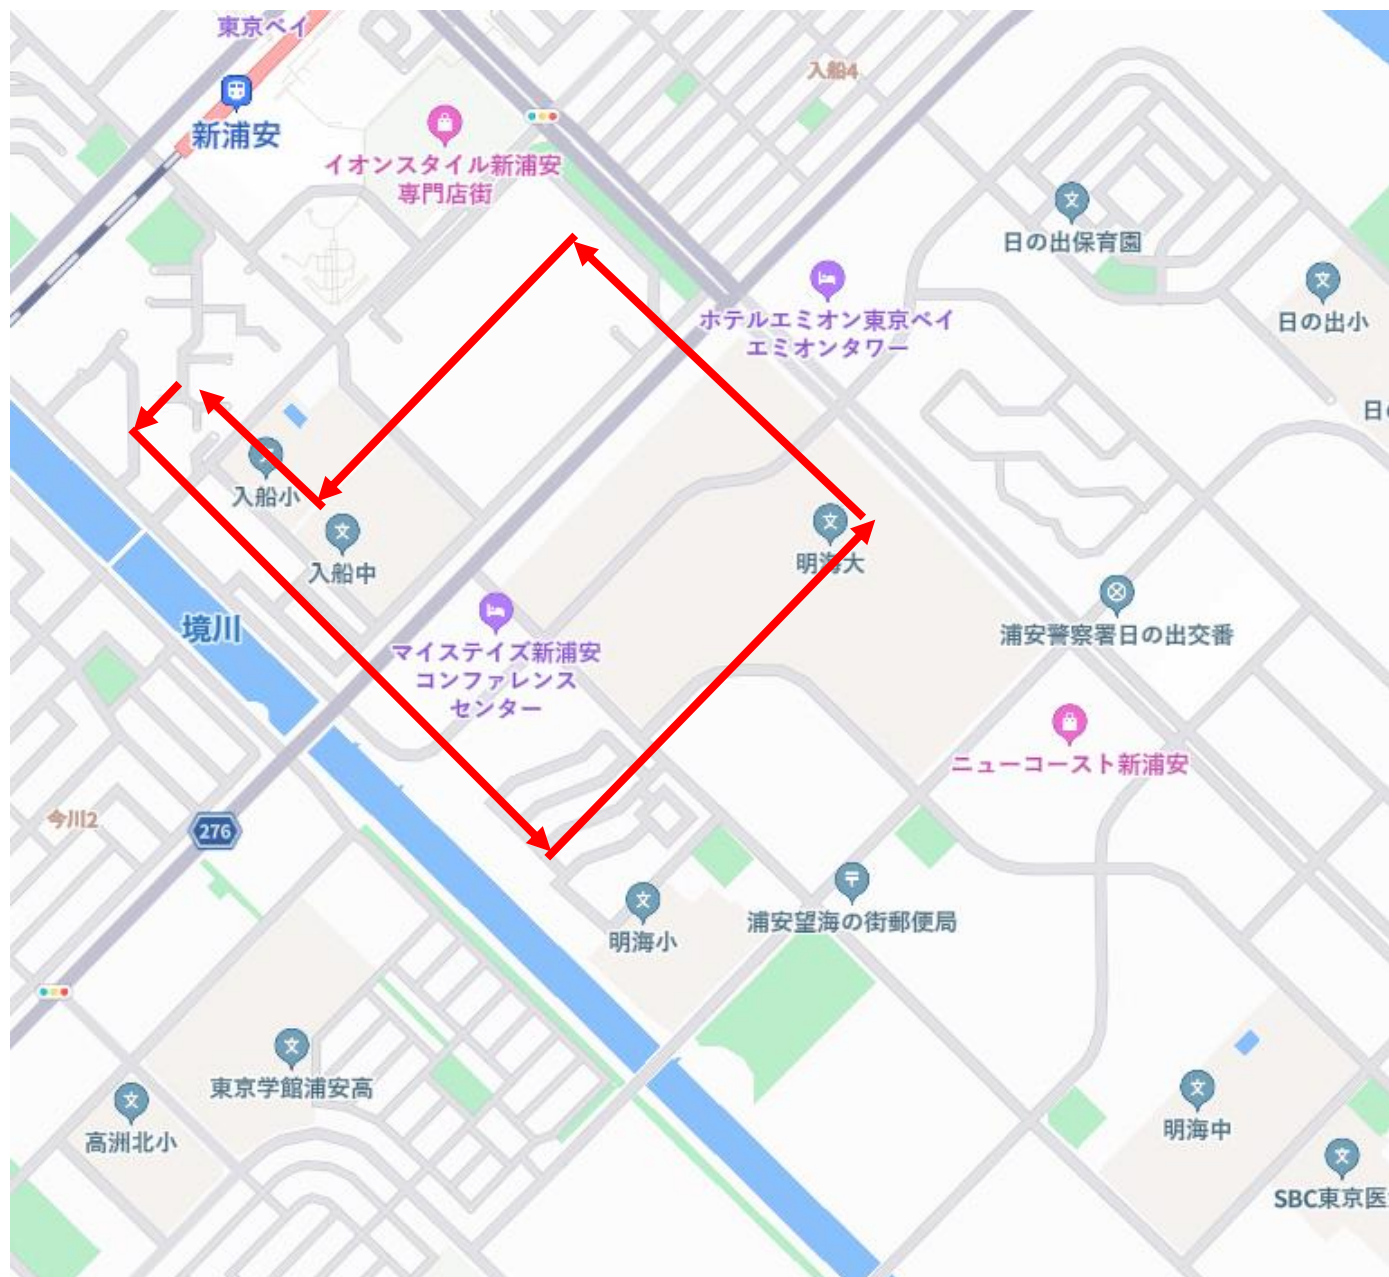 東京ベイ
新浦安
イオンスタイル新浦安
専門店街
入船4
日の出保育園
日の出小
ホテルエミオン東京ベイ
エミオンタワー
入船小
入船中
明海大
境川
マイステイズ新浦安
コンファレンス
センター
浦安警察署日の出交番
ニューコースト新浦安
今川2
276
明海小
浦安望海の街郵便局
東京学館浦安高
高洲北小
明海中
SBC東京医